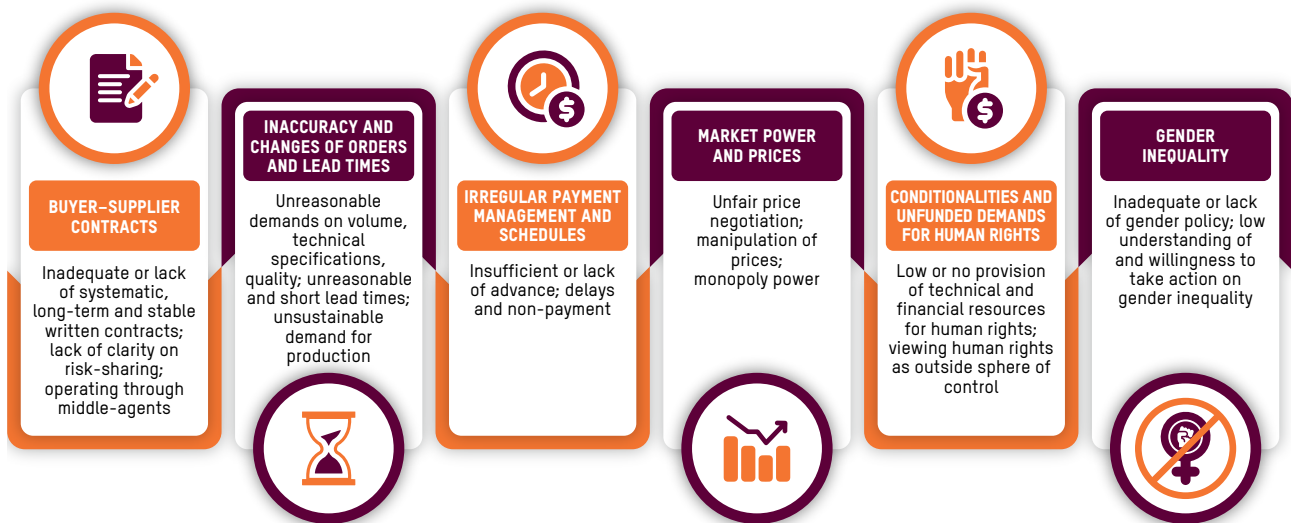 BUYER–SUPPLIER
CONTRACTS
Inadequate or lack
of systematic,
long-term and stable
written contracts;
lack of clarity on
risk-sharing;
operating through
middle-agents
INACCURACY AND
CHANGES OF ORDERS
AND LEAD TIMES
Unreasonable
demands on volume,
technical
specifications,
quality; unreasonable
and short lead times;
unsustainable
demand for
production
IRREGULAR PAYMENT
MANAGEMENT AND
SCHEDULES
Insufficient or lack
of advance; delays
and non-payment
$
MARKET POWER
AND PRICES
Unfair price
negotiation;
manipulation of
prices;
monopoly power
$
CONDITIONALITIES AND
UNFUNDED DEMANDS
FOR HUMAN RIGHTS
Low or no provision
of technical and
financial resources
for human rights;
viewing human rights
as outside sphere of
control
GENDER
INEQUALITY
Inadequate or lack
of gender policy; low
understanding of
and willingness to
take action on
gender inequality